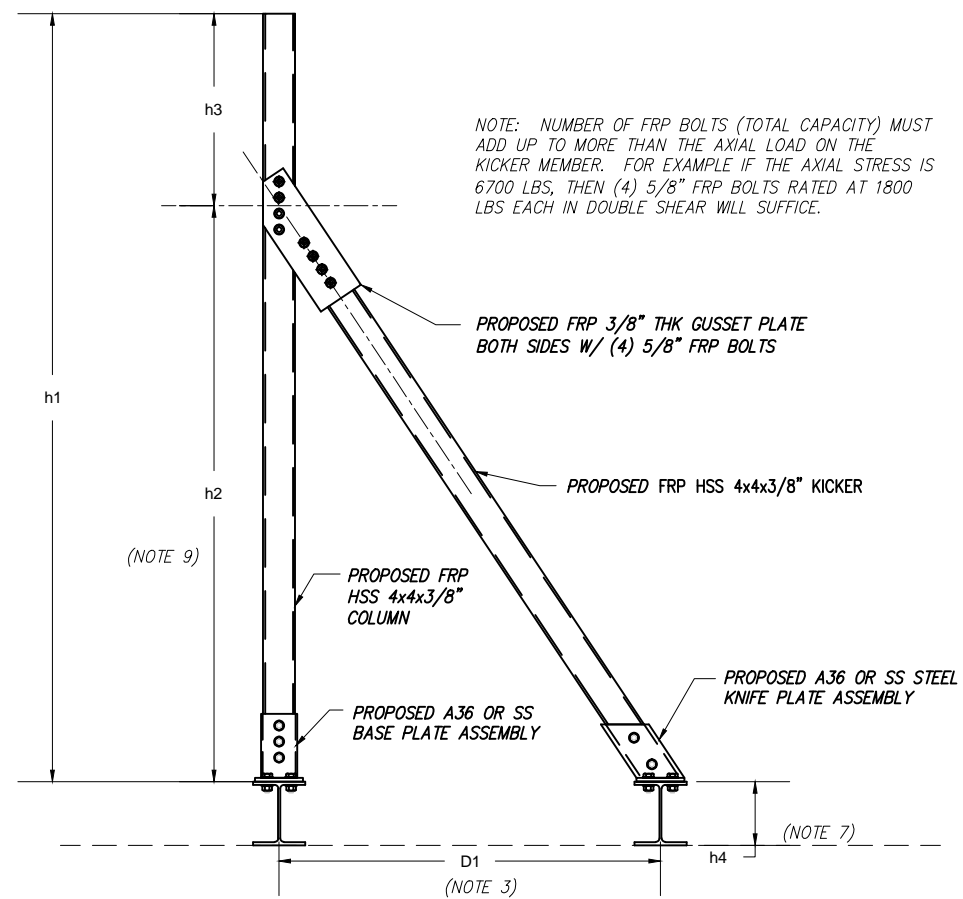 h3
NOTE: NUMBER OF FRP BOLTS (TOTAL CAPACITY) MUST
ADD UP TO MORE THAN THE AXIAL LOAD ON THE
KICKER MEMBER. FOR EXAMPLE IF THE AXIAL STRESS IS
6700 LBS, THEN (4) 5/8" FRP BOLTS RATED AT 1800
LBS EACH IN DOUBLE SHEAR WILL SUFFICE.
PROPOSED FRP 3/8" THK GUSSET PLATE
BOTH SIDES W/ (4) 5/8" FRP BOLTS
h1
h2
(NOTE 9)
PROPOSED FRP HSS 4x4x3/8" KICKER
PROPOSED FRP
HSS 4x4x3/8"
COLUMN
PROPOSED A36 OR SS STEEL
KNIFE PLATE ASSEMBLY
PROPOSED A36 OR SS
BASE PLATE ASSEMBLY
(NOTE 7)
h4
D1
(NOTE 3)